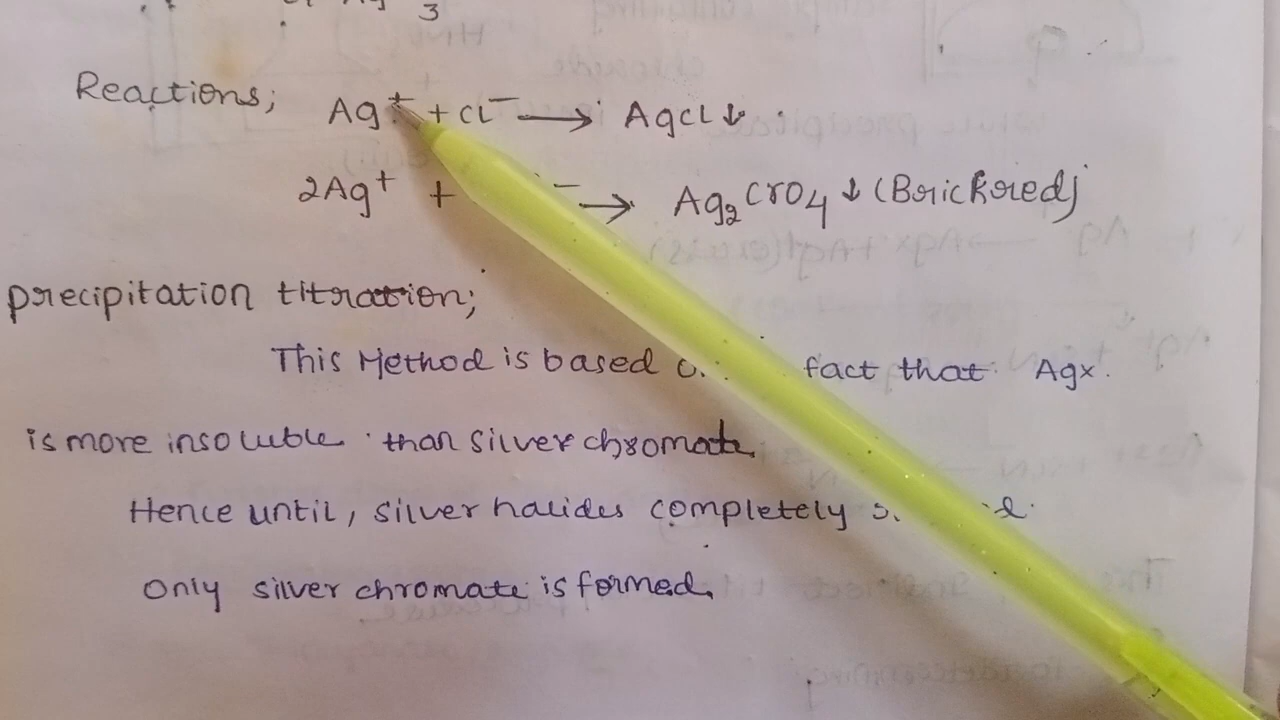 3
Reactions; Ag+ + cl− → Agcl↓
2Ag+ + − → Ag2CrO4 ↓ (Brickred)
precipitation titration;
This Method is based fact that Agx.
is more insoluble than silver chromate.
Hence until, silver halides completely
only silver chromate is formed.